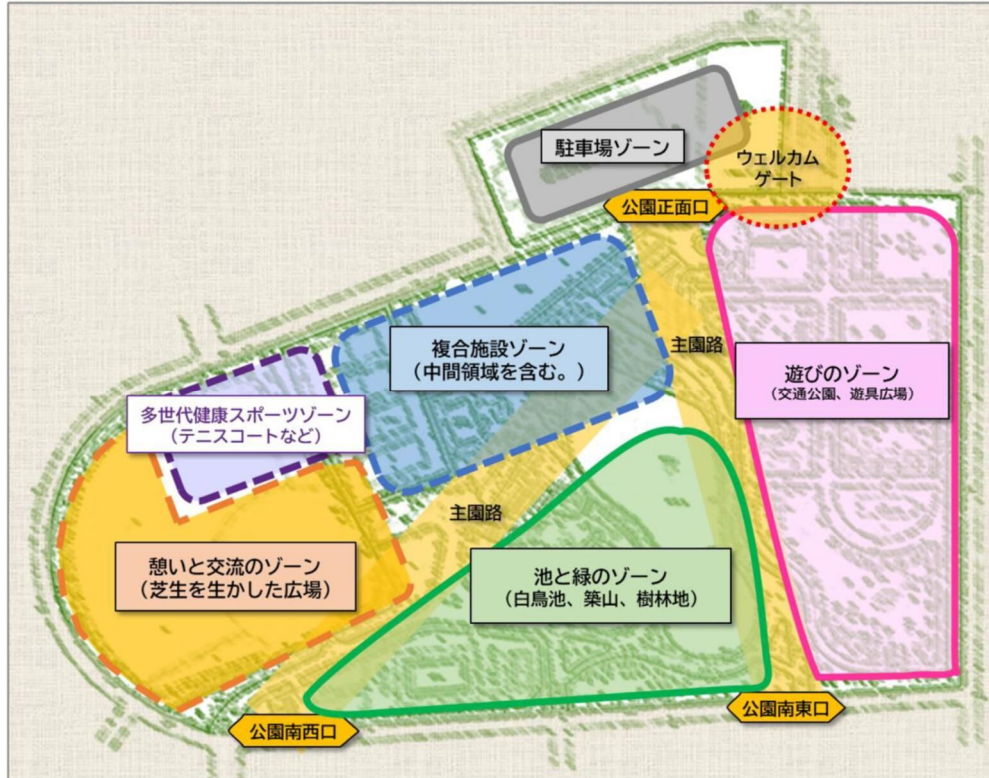 駐車場ゾーン
ウェルカム
ゲート
公園正面口
複合施設ゾーン
（中間領域を含む。）
主園路
遊びのゾーン
（交通公園、遊具広場）
多世代健康スポーツゾーン
（テニスコートなど）
主園路
憩いと交流のゾーン
（芝生を生かした広場）
池と緑のゾーン
（白鳥池、築山、樹林地）
公園南西口
公園南東口